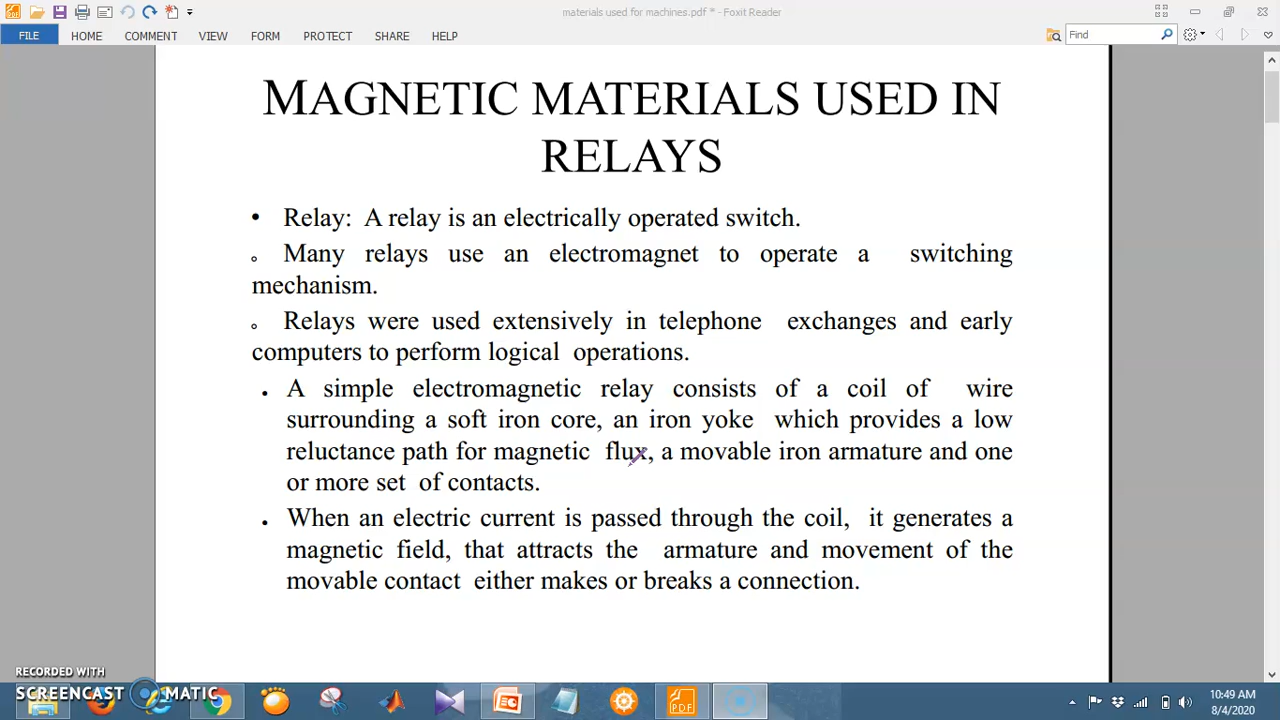 materials used for machines.pdf * - Foxit Reader
FILE HOME COMMENT VIEW FORM PROTECT SHARE HELP Find
MAGNETIC MATERIALS USED IN
RELAYS
• Relay: A relay is an electrically operated switch.
Many relays use an electromagnet to operate a switching
mechanism.
Relays were used extensively in telephone exchanges and early
computers to perform logical operations.
• A simple electromagnetic relay consists of a coil of wire
surrounding a soft iron core, an iron yoke which provides a low
reluctance path for magnetic flux, a movable iron armature and one
or more set of contacts.
• When an electric current is passed through the coil, it generates a
magnetic field, that attracts the armature and movement of the
movable contact either makes or breaks a connection.
RECORDED WITH
SCREENCAST MATIC
PDF
10:49 AM
8/4/2020